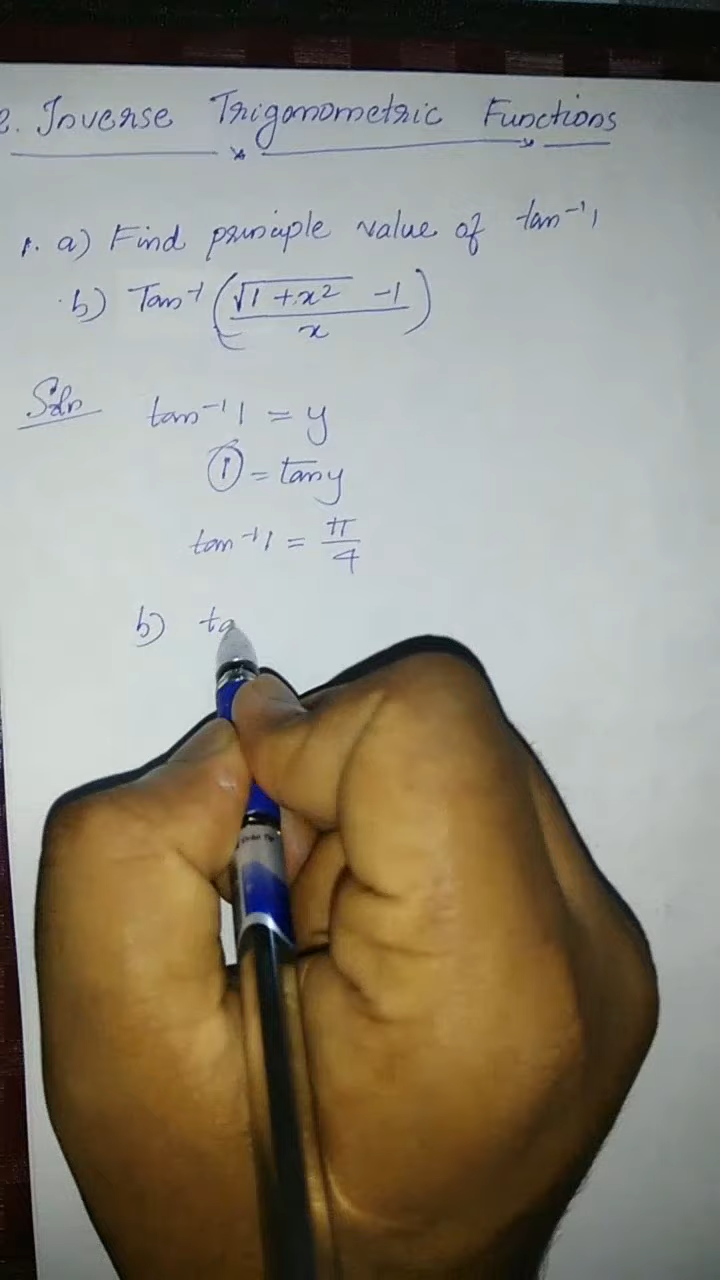 2. Inverse Trigonometric Functions
1. a) Find principle value of tan⁻¹1
b) Tan⁻¹ (√1+x² -1 / x)
Soln tan⁻¹1 = y
1 = tany
tan⁻¹1 = π/4
b) ta